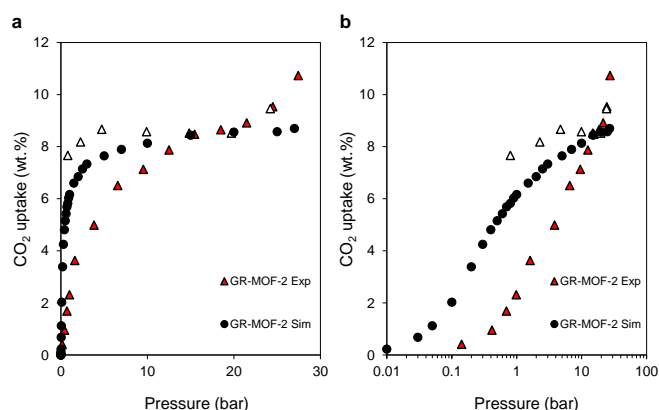 a
12
10
8
6
4
2
0
CO2 uptake (wt.%)
GR-MOF-2 Exp
GR-MOF-2 Sim
0 10 20 30
Pressure (bar)
b
12
10
8
6
4
2
0
CO2 uptake (wt.%)
GR-MOF-2 Exp
GR-MOF-2 Sim
0.01 0.1 1 10 100
Pressure (bar)